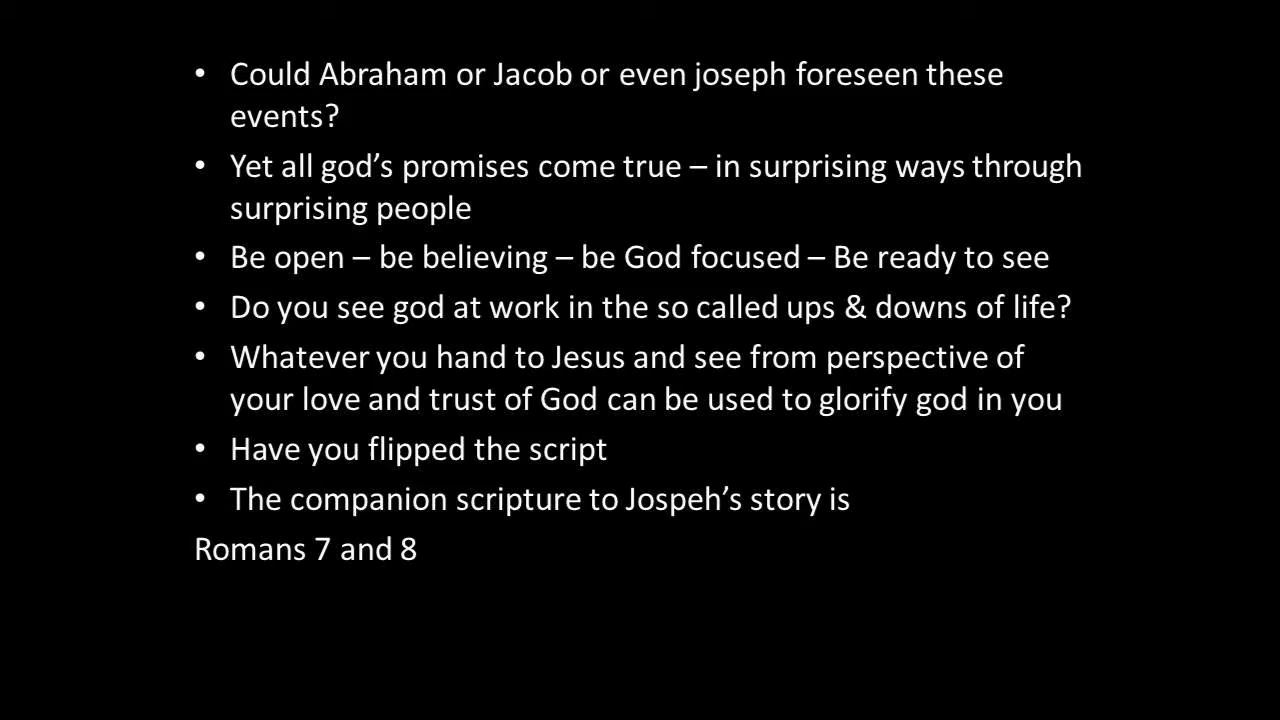 • Could Abraham or Jacob or even joseph foreseen these
events?
• Yet all god’s promises come true – in surprising ways through
surprising people
• Be open – be believing – be God focused – Be ready to see
• Do you see god at work in the so called ups & downs of life?
• Whatever you hand to Jesus and see from perspective of
your love and trust of God can be used to glorify god in you
• Have you flipped the script
• The companion scripture to Jospeh’s story is
Romans 7 and 8